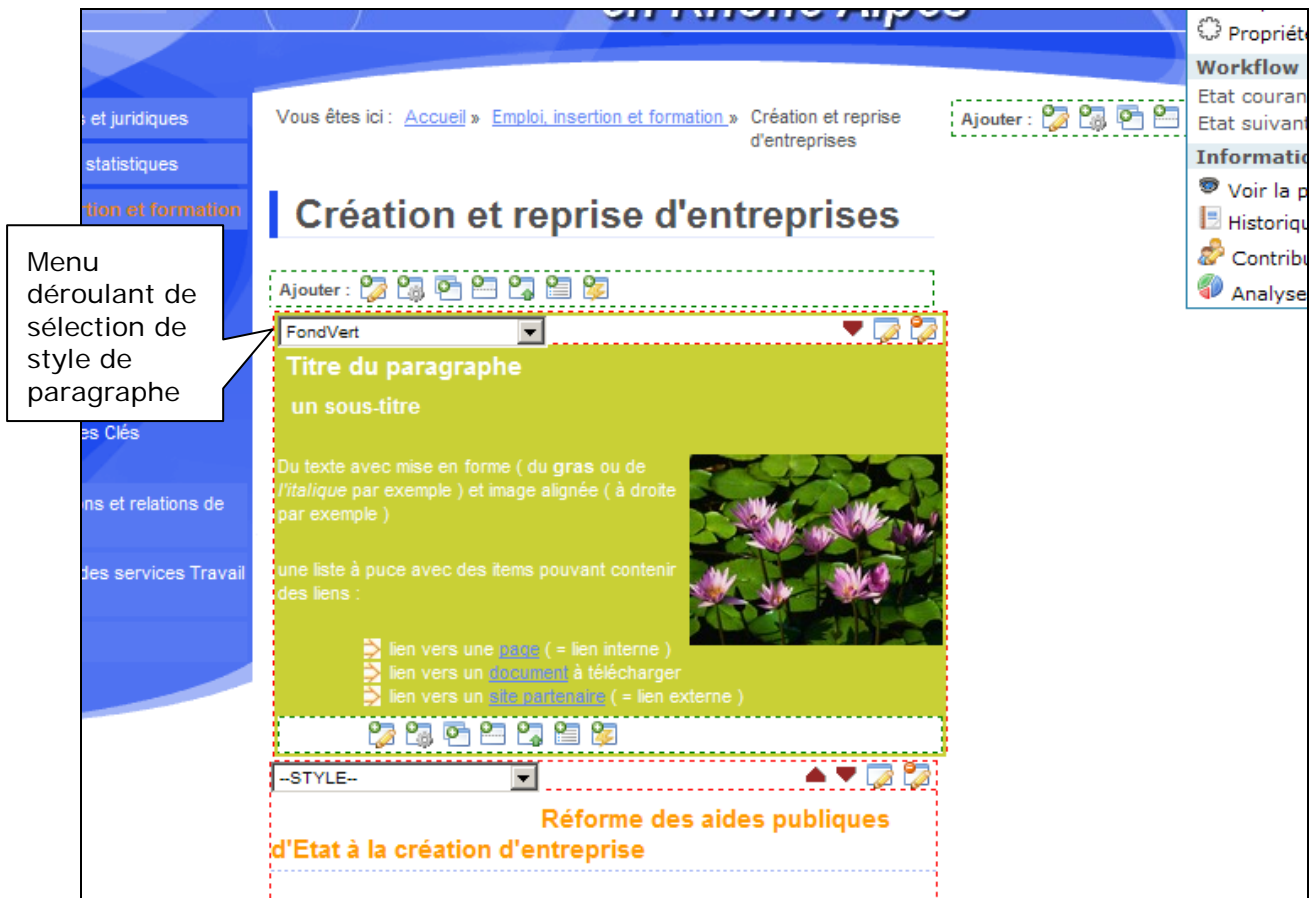 en Rhône Alpes
Propriéte
Workflow
Etat couran
Etat suivant
Informatio
Voir la p
Historiqu
Contribu
Analyse
s et juridiques
statistiques
rtion et formation
es Clés
ns et relations de
des services Travail
Vous êtes ici : Accueil » Emploi, insertion et formation » Création et reprise
d'entreprises
Ajouter :
Création et reprise d'entreprises
Menu
déroulant de
sélection de
style de
paragraphe
Ajouter :
FondVert
Titre du paragraphe
un sous-titre
Du texte avec mise en forme ( du gras ou de
l'italique par exemple ) et image alignée ( à droite
par exemple )
une liste à puce avec des items pouvant contenir
des liens :
lien vers une page ( = lien interne )
lien vers un document à télécharger
lien vers un site partenaire ( = lien externe )
--STYLE--
Réforme des aides publiques
d'Etat à la création d'entreprise